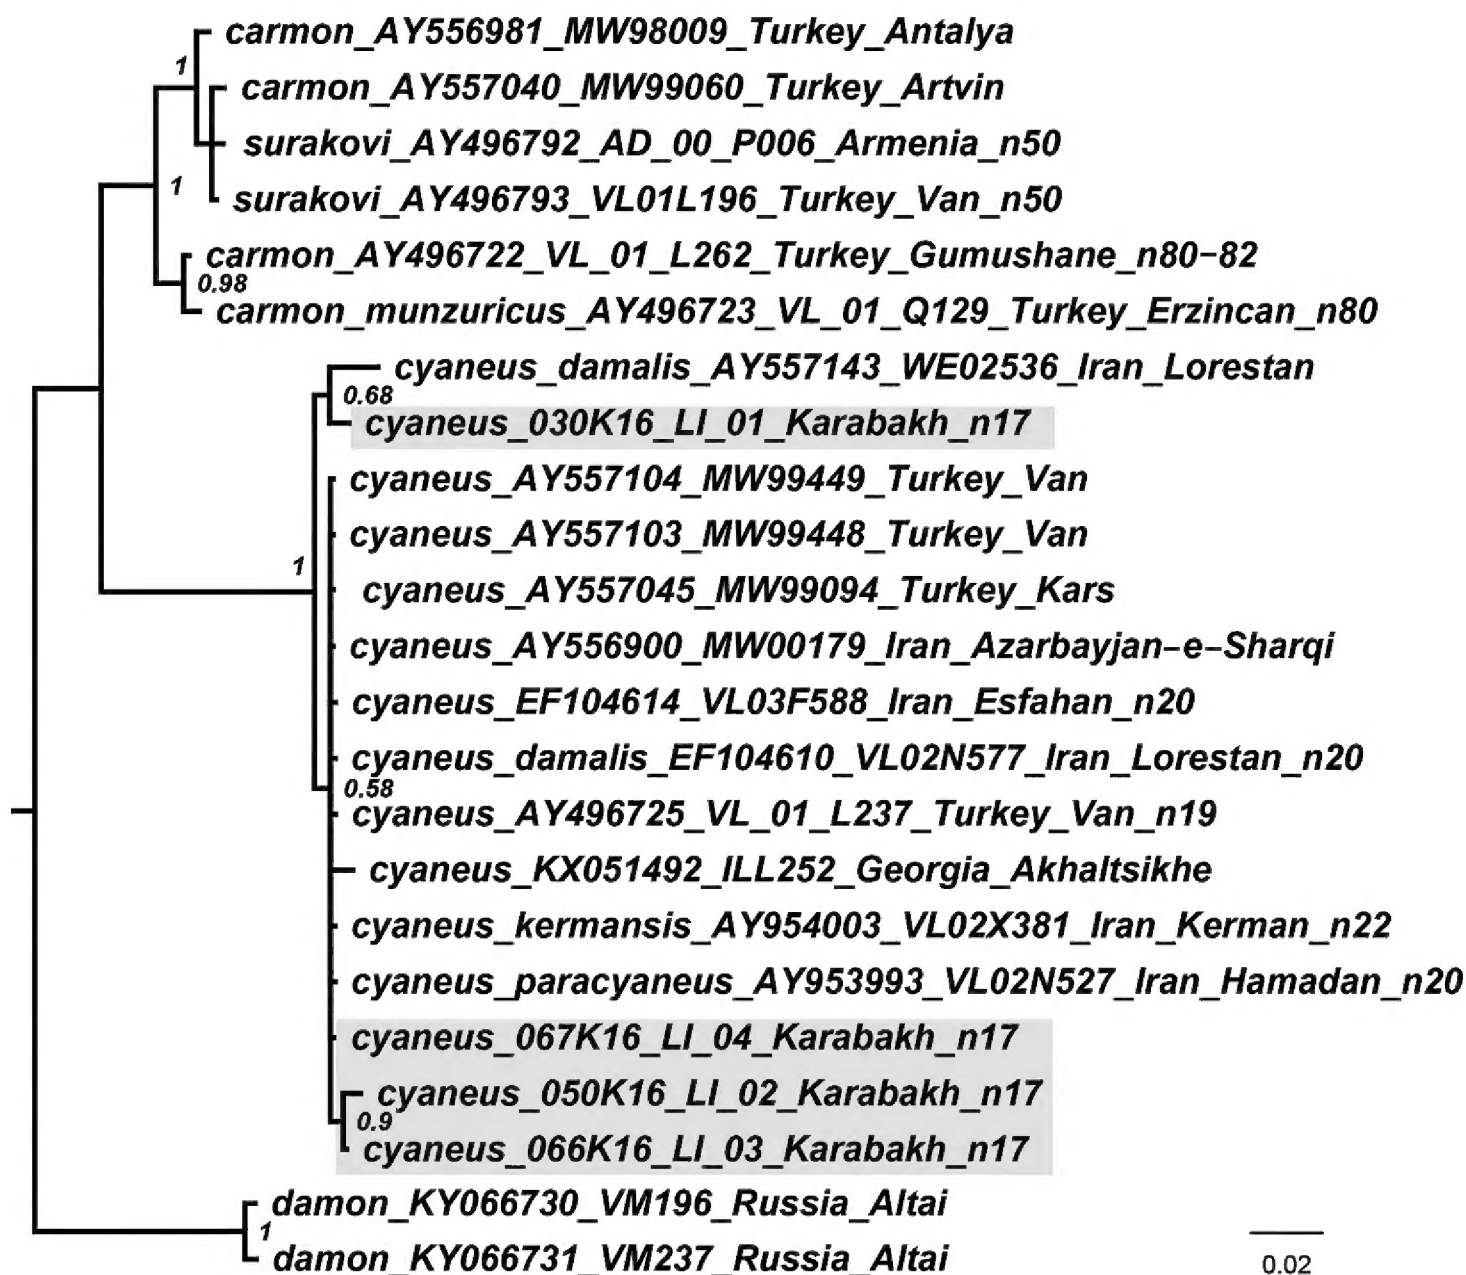 carmon_AY556981_MW98009_Turkey_Antalya
1
carmon_AY557040_MW99060_Turkey_Artvin
surakovi_AY496792_AD_00_P006_Armenia_n50
1
surakovi_AY496793_VL01L196_Turkey_Van_n50
carmon_AY496722_VL_01_L262_Turkey_Gumushane_n80−82
0.98
carmon_munzuricus_AY496723_VL_01_Q129_Turkey_Erzincan_n80
cyaneus_damalis_AY557143_WE02536_Iran_Lorestan
0.68
cyaneus_030K16_LI_01_Karabakh_n17
cyaneus_AY557104_MW99449_Turkey_Van
cyaneus_AY557103_MW99448_Turkey_Van
1
cyaneus_AY557045_MW99094_Turkey_Kars
cyaneus_AY556900_MW00179_Iran_Azarbayjan−e−Sharqi
cyaneus_EF104614_VL03F588_Iran_Esfahan_n20
cyaneus_damalis_EF104610_VL02N577_Iran_Lorestan_n20
0.58
cyaneus_AY496725_VL_01_L237_Turkey_Van_n19
cyaneus_KX051492_ILL252_Georgia_Akhaltsikhe
cyaneus_kermansis_AY954003_VL02X381_Iran_Kerman_n22
cyaneus_paracyaneus_AY953993_VL02N527_Iran_Hamadan_n20
cyaneus_067K16_LI_04_Karabakh_n17
cyaneus_050K16_LI_02_Karabakh_n17
0.9
cyaneus_066K16_LI_03_Karabakh_n17
damon_KY066730_VM196_Russia_Altai
1
damon_KY066731_VM237_Russia_Altai
0.02